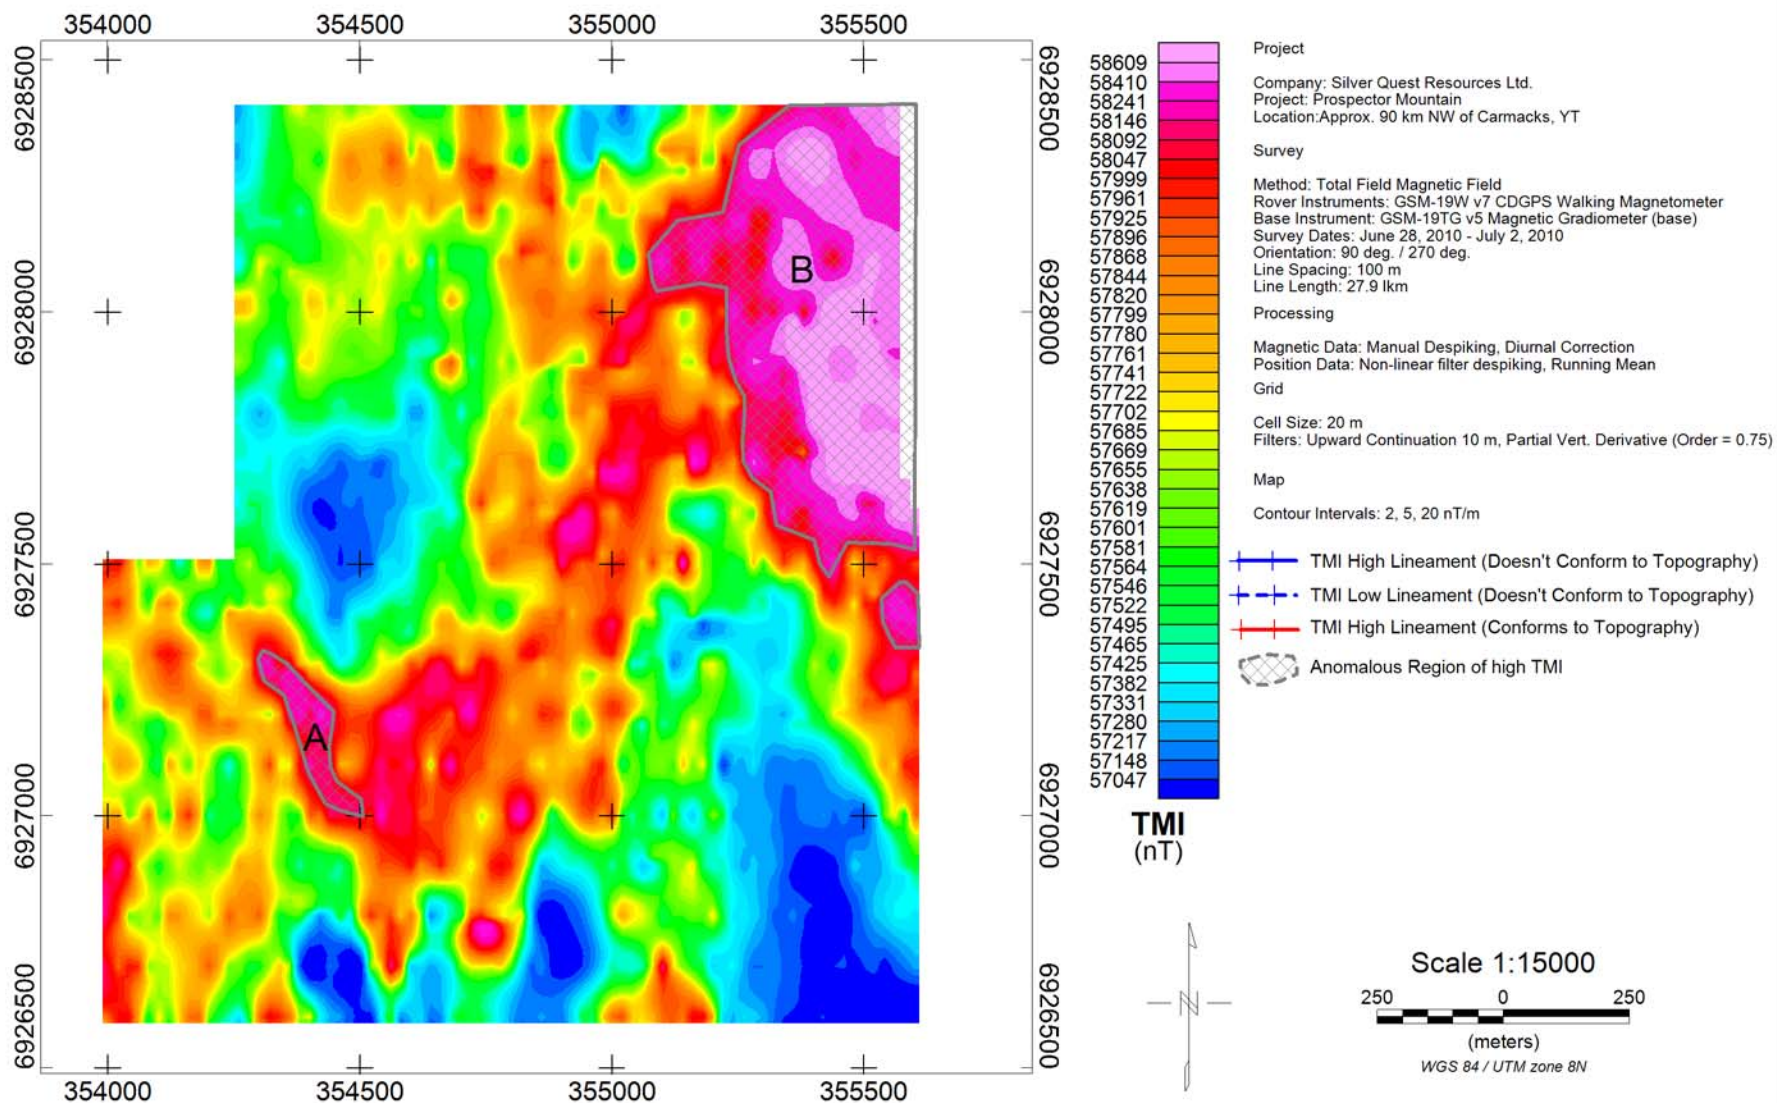 354000 354500 355000 355500
6928500
6928000
6927500
6927000
6926500
B
A
6928500
6928000
6927500
6927000
6926500
354000 354500 355000 355500
58609
58410
58241
58146
58092
58047
57999
57961
57925
57896
57868
57844
57820
57799
57780
57761
57741
57722
57702
57685
57669
57655
57638
57619
57601
57581
57564
57546
57522
57495
57465
57425
57382
57331
57280
57217
57148
57047
TMI
(nT)
Project
Company: Silver Quest Resources Ltd.
Project: Prospector Mountain
Location:Approx. 90 km NW of Carmacks, YT
Survey
Method: Total Field Magnetic Field
Rover Instruments: GSM-19W v7 CDGPS Walking Magnetometer
Base Instrument: GSM-19TG v5 Magnetic Gradiometer (base)
Survey Dates: June 28, 2010 - July 2, 2010
Orientation: 90 deg. / 270 deg.
Line Spacing: 100 m
Line Length: 27.9 lkm
Processing
Magnetic Data: Manual Despiking, Diurnal Correction
Position Data: Non-linear filter despiking, Running Mean
Grid
Cell Size: 20 m
Filters: Upward Continuation 10 m, Partial Vert. Derivative (Order = 0.75)
Map
Contour Intervals: 2, 5, 20 nT/m
TMI High Lineament (Doesn't Conform to Topography)
TMI Low Lineament (Doesn't Conform to Topography)
TMI High Lineament (Conforms to Topography)
Anomalous Region of high TMI
N
Scale 1:15000
250 0 250
(meters)
WGS 84 / UTM zone 8N